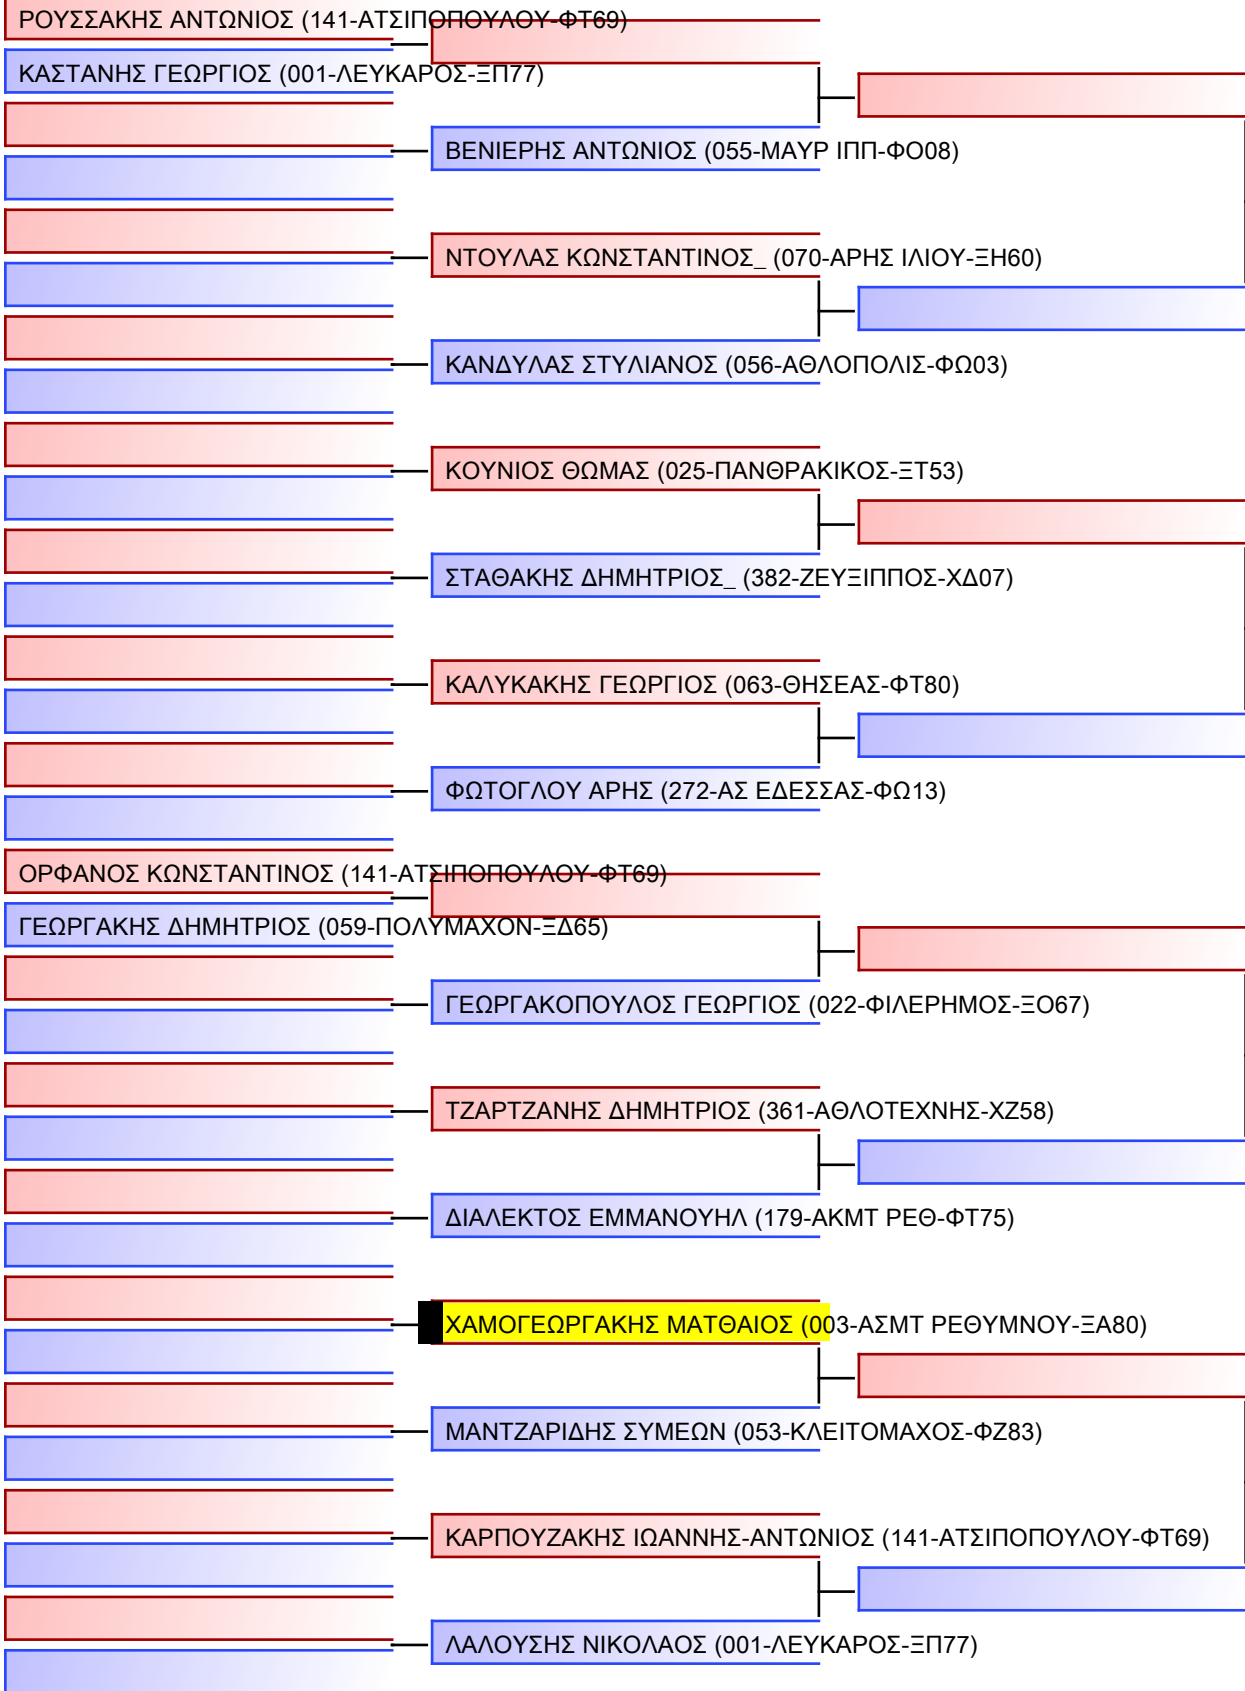 ΡΟΥΣΣΑΚΗΣ ΑΝΤΩΝΙΟΣ (141-ΑΤΣΙΠΟΠΟΥΛΟΥ-ΦΤ69)
ΚΑΣΤΑΝΗΣ ΓΕΩΡΓΙΟΣ (001-ΛΕΥΚΑΡΟΣ-ΞΠ77)
ΒΕΝΙΕΡΗΣ ΑΝΤΩΝΙΟΣ (055-ΜΑΥΡ ΙΠΠ-ΦΟ08)
ΝΤΟΥΛΑΣ ΚΩΝΣΤΑΝΤΙΝΟΣ_ (070-ΑΡΗΣ ΙΛΙΟΥ-ΞΗ60)
ΚΑΝΔΥΛΑΣ ΣΤΥΛΙΑΝΟΣ (056-ΑΘΛΟΠΟΛΙΣ-ΦΩ03)
ΚΟΥΝΙΟΣ ΘΩΜΑΣ (025-ΠΑΝΘΡΑΚΙΚΟΣ-ΞΤ53)
ΣΤΑΘΑΚΗΣ ΔΗΜΗΤΡΙΟΣ_ (382-ΖΕΥΞΙΠΠΟΣ-ΧΔ07)
ΚΑΛΥΚΑΚΗΣ ΓΕΩΡΓΙΟΣ (063-ΘΗΣΕΑΣ-ΦΤ80)
ΦΩΤΟΓΛΟΥ ΑΡΗΣ (272-ΑΣ ΕΔΕΣΣΑΣ-ΦΩ13)
ΟΡΦΑΝΟΣ ΚΩΝΣΤΑΝΤΙΝΟΣ (141-ΑΤΣΙΠΟΠΟΥΛΟΥ-ΦΤ69)
ΓΕΩΡΓΑΚΗΣ ΔΗΜΗΤΡΙΟΣ (059-ΠΟΛΥΜΑΧΟΝ-ΞΔ65)
ΓΕΩΡΓΑΚΟΠΟΥΛΟΣ ΓΕΩΡΓΙΟΣ (022-ΦΙΛΕΡΗΜΟΣ-ΞΟ67)
ΤΖΑΡΤΖΑΝΗΣ ΔΗΜΗΤΡΙΟΣ (361-ΑΘΛΟΤΕΧΝΗΣ-ΧΖ58)
ΔΙΑΛΕΚΤΟΣ ΕΜΜΑΝΟΥΗΛ (179-ΑΚΜΤ ΡΕΘ-ΦΤ75)
ΧΑΜΟΓΕΩΡΓΑΚΗΣ ΜΑΤΘΑΙΟΣ (003-ΑΣΜΤ ΡΕΘΥΜΝΟΥ-ΞΑ80)
ΜΑΝΤΖΑΡΙΔΗΣ ΣΥΜΕΩΝ (053-ΚΛΕΙΤΟΜΑΧΟΣ-ΦΖ83)
ΚΑΡΠΟΥΖΑΚΗΣ ΙΩΑΝΝΗΣ-ΑΝΤΩΝΙΟΣ (141-ΑΤΣΙΠΟΠΟΥΛΟΥ-ΦΤ69)
ΛΑΛΟΥΣΗΣ ΝΙΚΟΛΑΟΣ (001-ΛΕΥΚΑΡΟΣ-ΞΠ77)